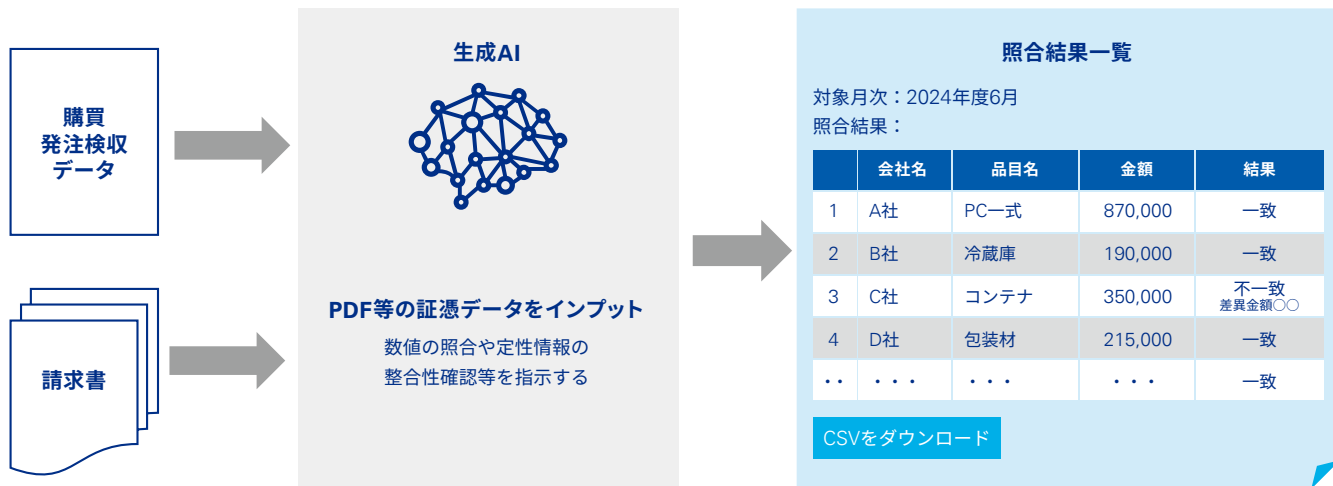 購買
発注検収
データ
請求書
生成AI
PDF等の証憑データをインプット
数値の照合や定性情報の
整合性確認等を指示する
照合結果一覧
対象月次：2024年度6月
照合結果：
会社名 品目名 金額 結果
1 A社 PC一式 870,000 一致
2 B社 冷蔵庫 190,000 一致
3 C社 コンテナ 350,000 不一致
差異金額○○
4 D社 包装材 215,000 一致
・・ ・・・ ・・・ ・・・ 一致
CSVをダウンロード